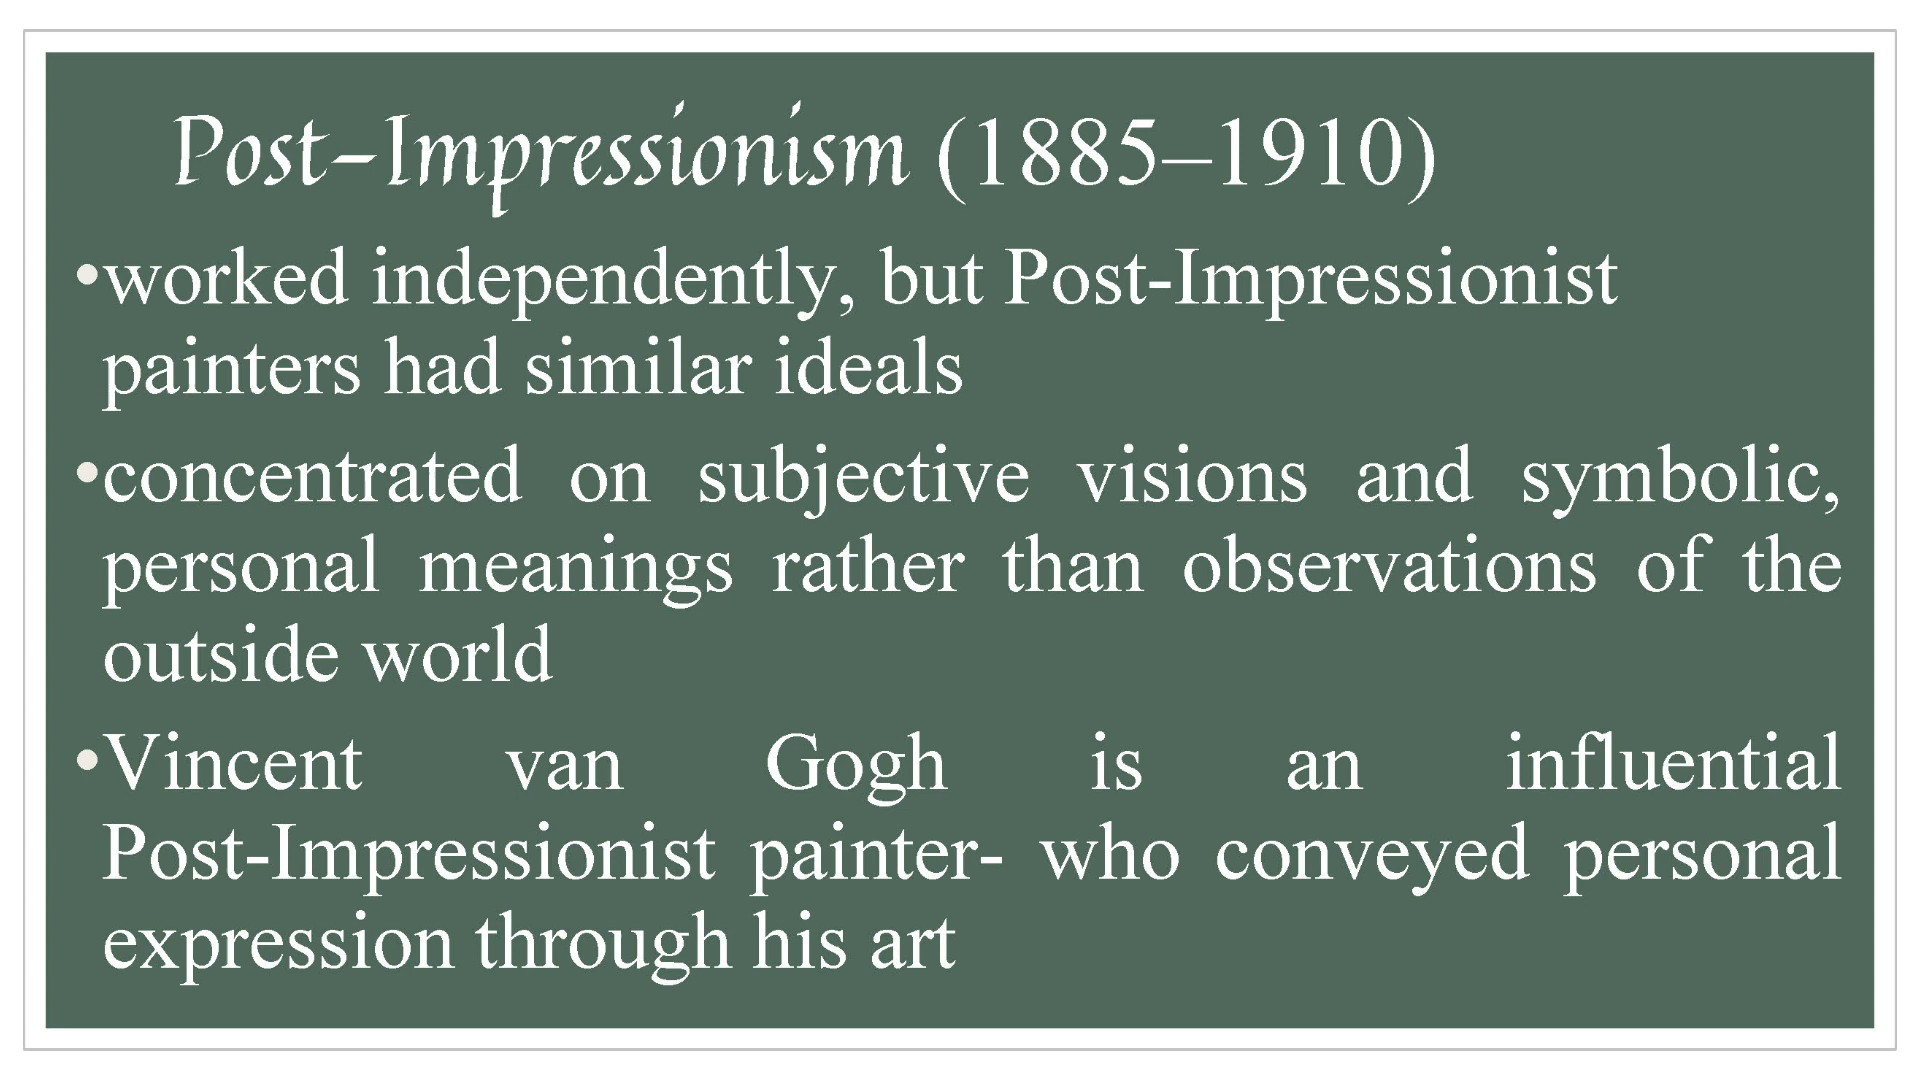 Post-Impressionism (1885–1910)
•worked independently, but Post-Impressionist
painters had similar ideals
•concentrated on subjective visions and symbolic,
personal meanings rather than observations of the
outside world
•Vincent van Gogh is an influential
Post-Impressionist painter- who conveyed personal
expression through his art